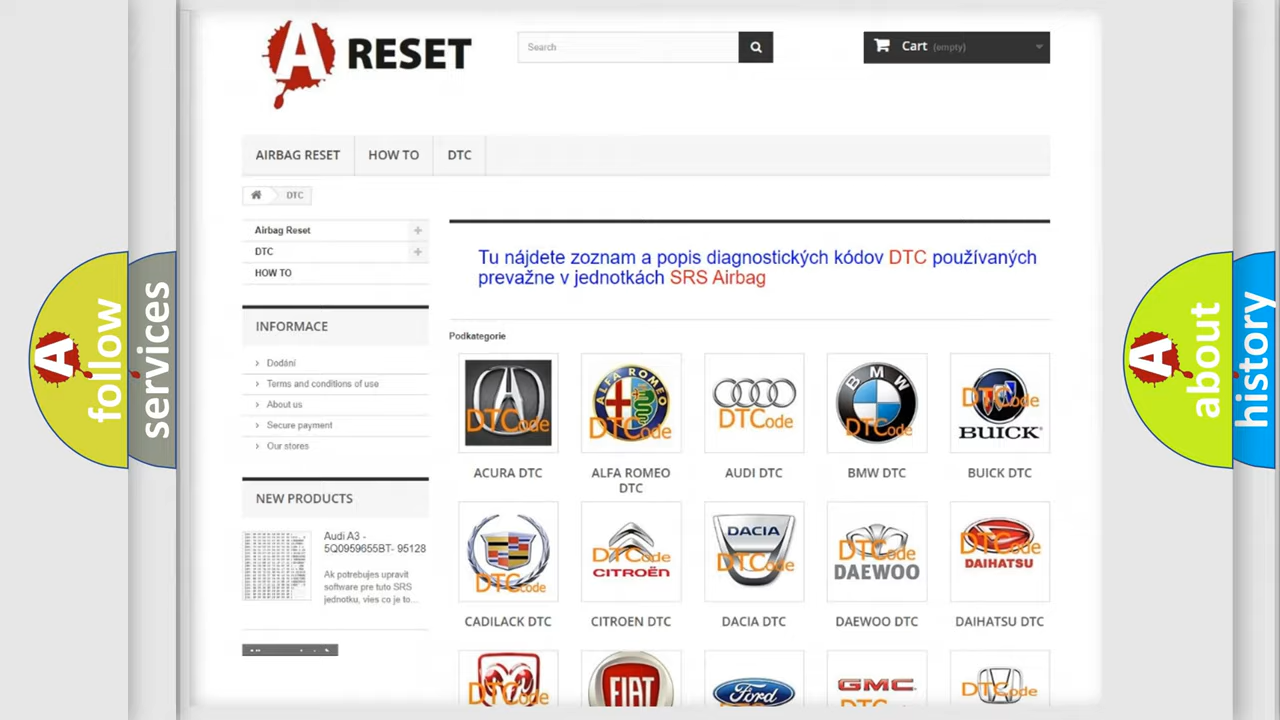 A RESET
Search
Cart (empty)
AIRBAG RESET
HOW TO
DTC
DTC
Airbag Reset
DTC
HOW TO
INFORMACE
Dodání
Terms and conditions of use
About us
Secure payment
Our stores
NEW PRODUCTS
Audi A3 -
5Q0959655BT- 95128
Ak potrebujes upravit
software pre tuto SRS
jednotku, vies co je to...
Tu nájdete zoznam a popis diagnostických kódov DTC používaných
prevažne v jednotkách SRS Airbag
Podkategorie
DTCode
ALFA ROMEO
DTCode
DTCode
BMW
DTCode
DTCode
BUICK
ACURA DTC
ALFA ROMEO
DTC
AUDI DTC
BMW DTC
BUICK DTC
DTCode
DTCode
CITROËN
DACIA
DTCode
DTCode
DAEWOO
DTCode
DAIHATSU
CADILACK DTC
CITROEN DTC
DACIA DTC
DAEWOO DTC
DAIHATSU DTC
DTCode
FIAT
Ford
GMC
DTCode
A follow
services
A about
history